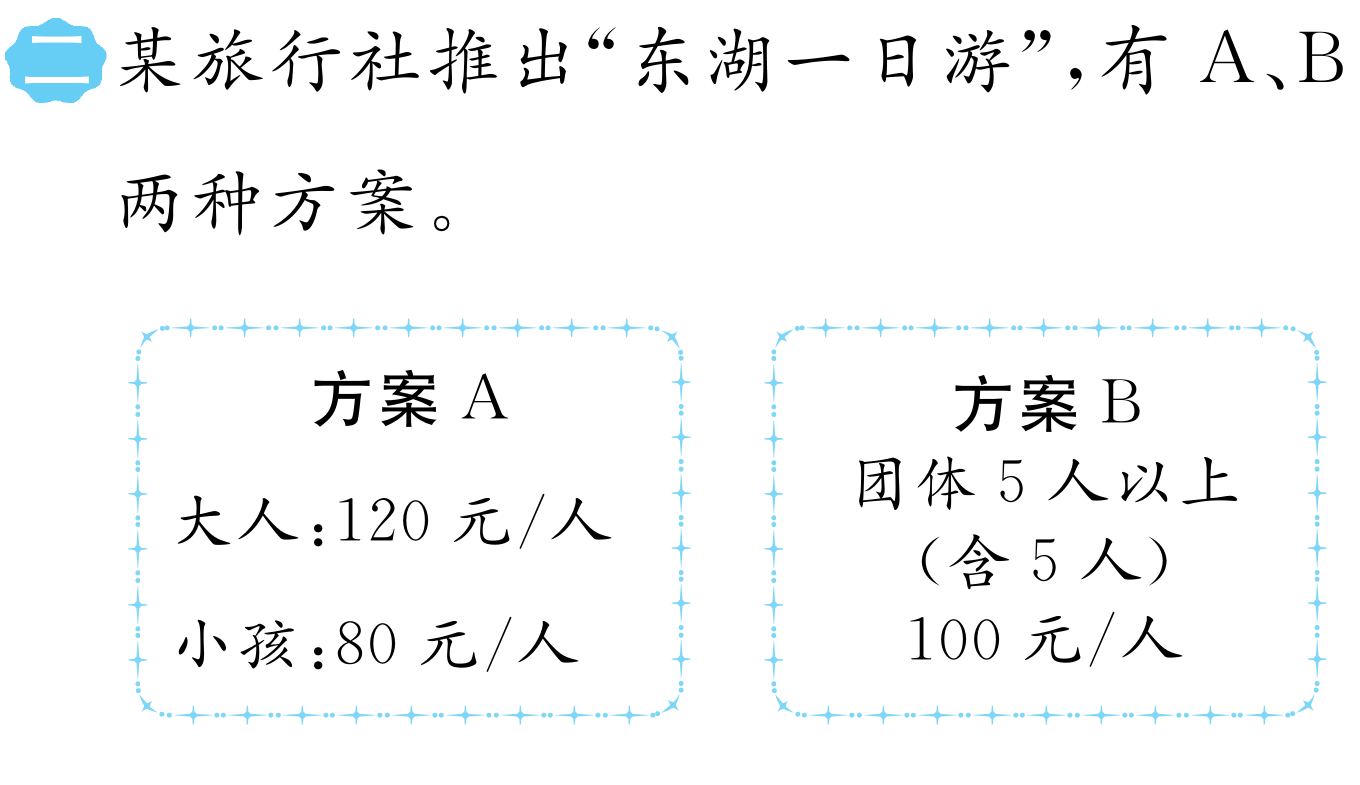 二 某旅行社推出“东湖一日游”,有 A、B
两种方案。
方案 A
大人:120 元/人
小孩:80 元/人
方案 B
团体 5 人以上
(含 5 人)
100 元/人